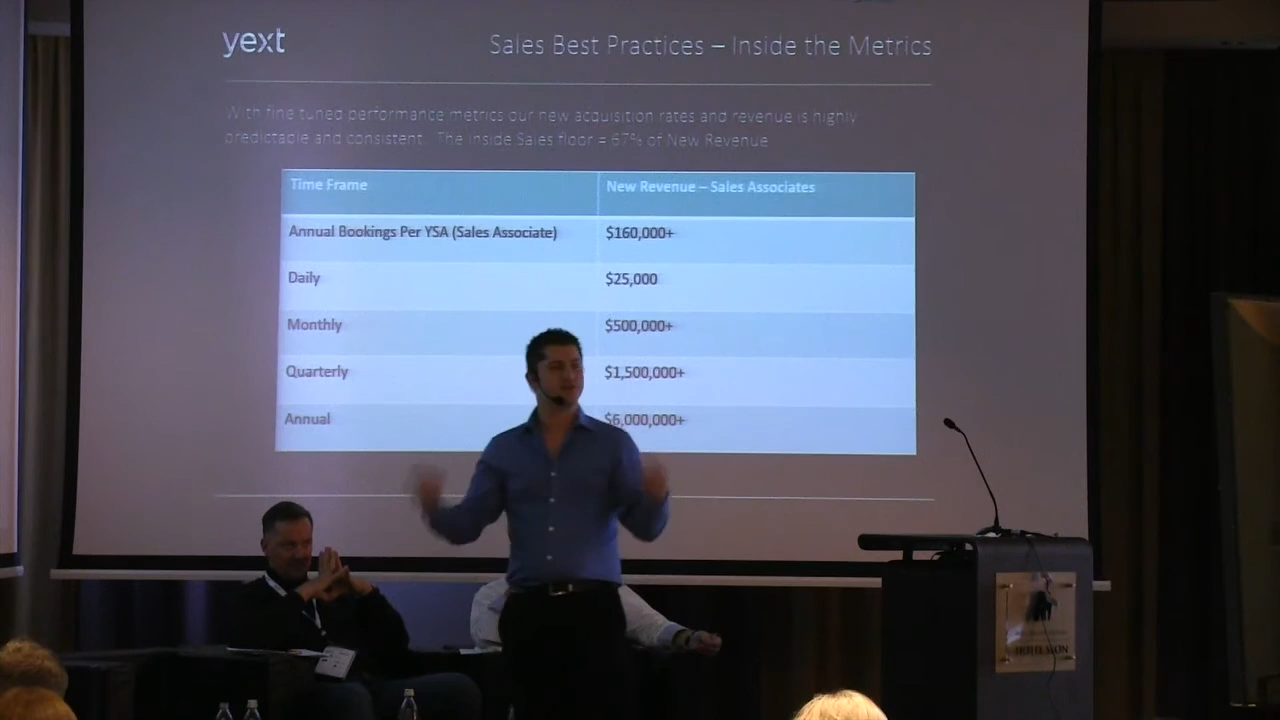 yext
Sales Best Practices – Inside the Metrics
With fine tuned performance metrics our new acquisition rates and revenue is highly
predictable and consistent. The Inside Sales floor = 67% of New Revenue
Time Frame
New Revenue – Sales Associates
Annual Bookings Per YSA (Sales Associate)
$160,000+
Daily
$25,000
Monthly
$500,000+
Quarterly
$1,500,000+
Annual
$6,000,000+